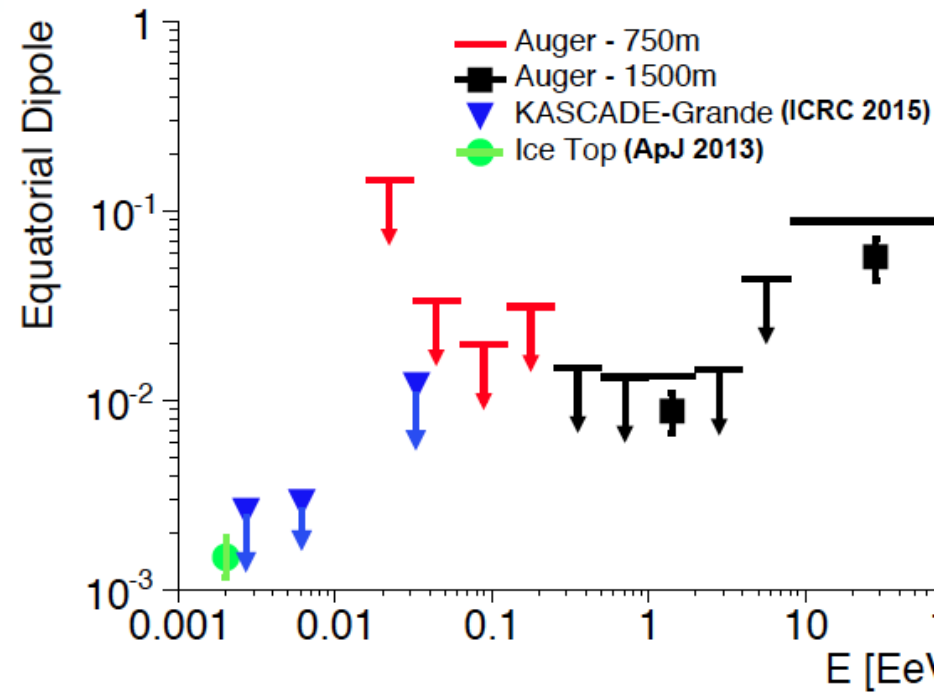 Equatorial Dipole
1
10-1
10-2
10-3
Auger - 750m
Auger - 1500m
KASCADE-Grande (ICRC 2015)
Ice Top (ApJ 2013)
0.001 0.01 0.1 1 10
E [EeV